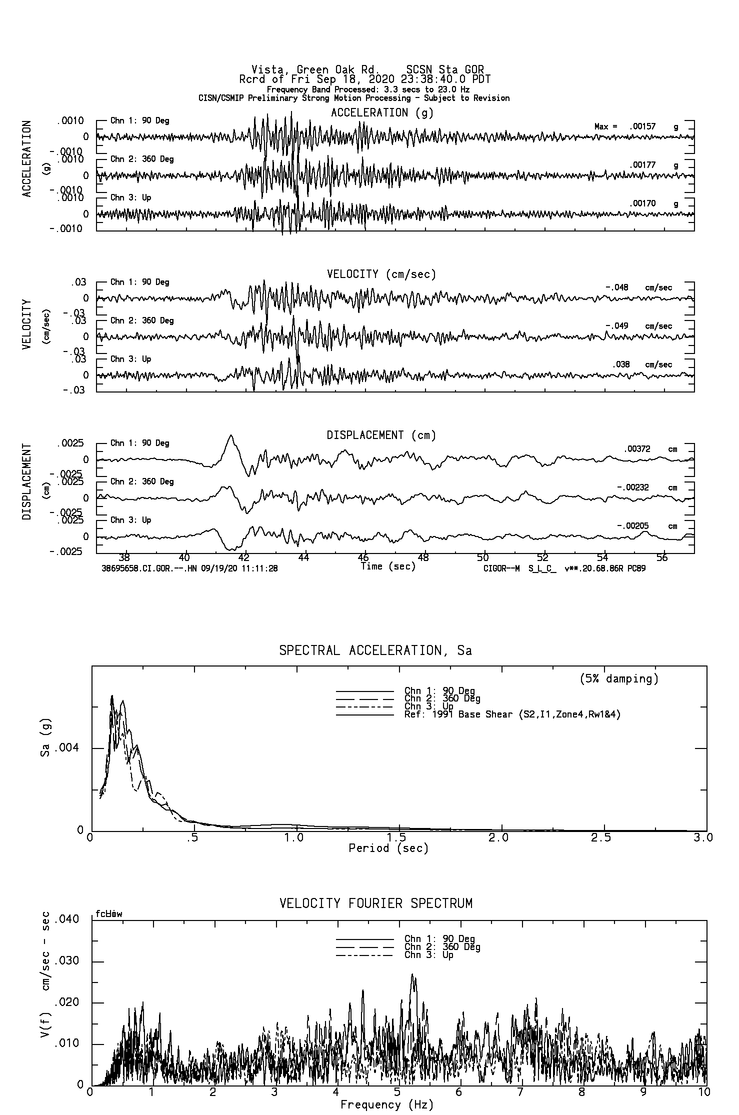 Vista, Green Oak Rd. SCSN Sta GOR
Rcrd of Fri Sep 18, 2020 23:38:40.0 PDT
Frequency Band Processed: 3.3 secs to 23.0 Hz
CISN/CSMIP Preliminary Strong Motion Processing - Subject to Revision
ACCELERATION (g)
ACCELERATION
(g)
.0010
0
-.0010
Chn 1: 90 Deg
Max = .00157 g
.0010
0
-.0010
Chn 2: 360 Deg
.00177 g
.0010
0
-.0010
Chn 3: Up
.00170 g
VELOCITY (cm/sec)
VELOCITY
(cm/sec)
.03
0
-.03
Chn 1: 90 Deg
-.048 cm/sec
.03
0
-.03
Chn 2: 360 Deg
-.049 cm/sec
.03
0
-.03
Chn 3: Up
.038 cm/sec
DISPLACEMENT (cm)
DISPLACEMENT
(cm)
.0025
0
-.0025
Chn 1: 90 Deg
.00372 cm
.0025
0
-.0025
Chn 2: 360 Deg
-.00232 cm
.0025
0
-.0025
Chn 3: Up
-.00205 cm
38 40 42 44 46 48 50 52 54 56
Time (sec)
38695658.CI.GOR.--.HN 09/19/20 11:11:28
CIGOR--M S_L_C_ v**.20.68.86R PC89
SPECTRAL ACCELERATION, Sa
(5% damping)
Chn 1: 90 Deg
Chn 2: 360 Deg
Chn 3: Up
Ref: 1991 Base Shear (S2,I1,Zone4,Rw1&4)
Sa (g)
.004
0
0 .5 1.0 1.5 2.0 2.5 3.0
Period (sec)
VELOCITY FOURIER SPECTRUM
Chn 1: 90 Deg
Chn 2: 360 Deg
Chn 3: Up
V(f) cm/sec - sec
.040
.030
.020
.010
0
0 1 2 3 4 5 6 7 8 9 10
Frequency (Hz)